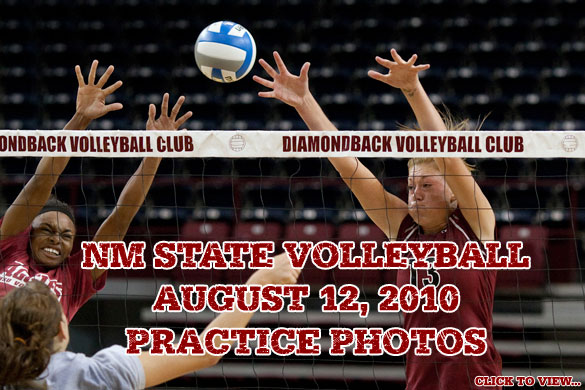 DIAMONDBACK VOLLEYBALL CLUB DIAMONDBACK VOLLEYBALL CLUB
NM STATE VOLLEYBALL
AUGUST 12, 2010
PRACTICE PHOTOS
CLICK TO VIEW...